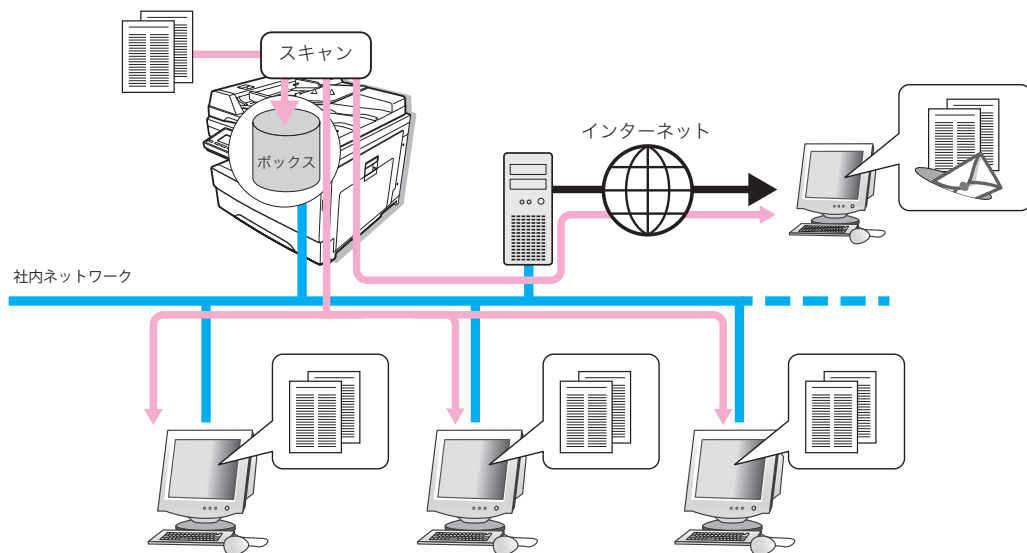 スキャン
ボックス
インターネット
社内ネットワーク